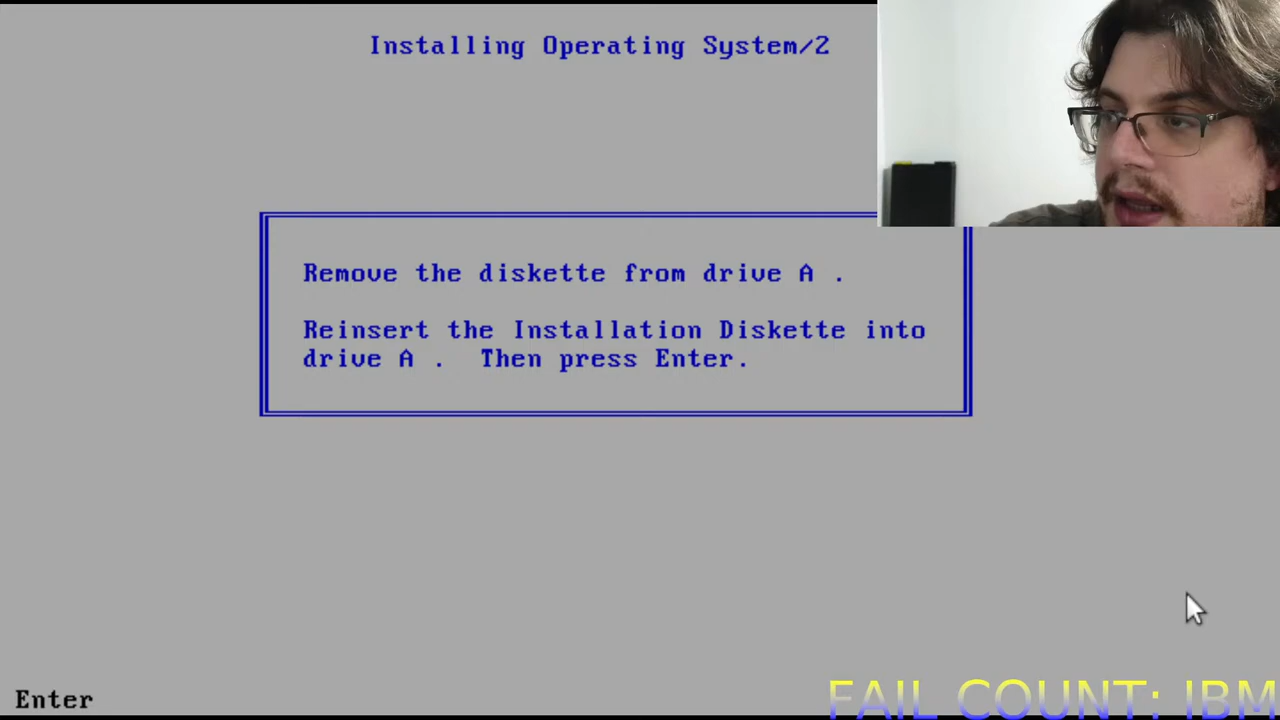 Installing Operating System/2
Remove the diskette from drive A .
Reinsert the Installation Diskette into
drive A .  Then press Enter.
Enter
FAIL COUNT: IBM